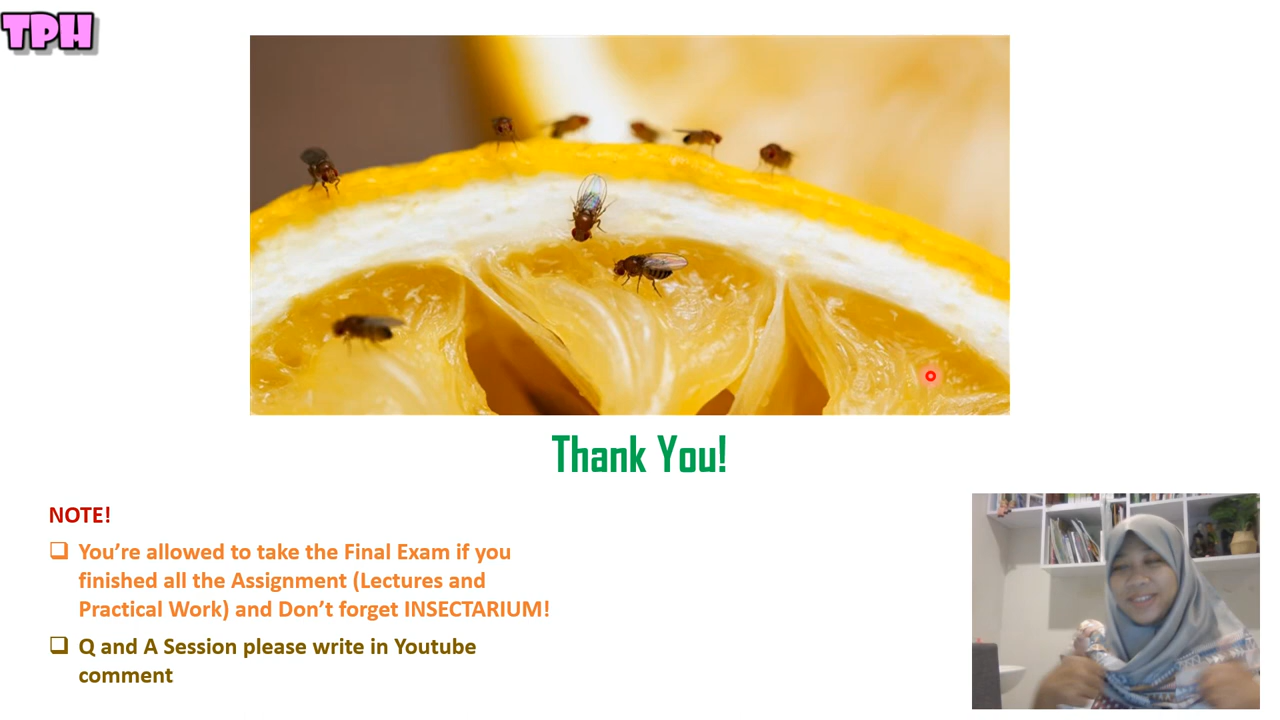 TPH
Thank You!
NOTE!
❑ You’re allowed to take the Final Exam if you
finished all the Assignment (Lectures and
Practical Work) and Don’t forget INSECTARIUM!
❑ Q and A Session please write in Youtube
comment